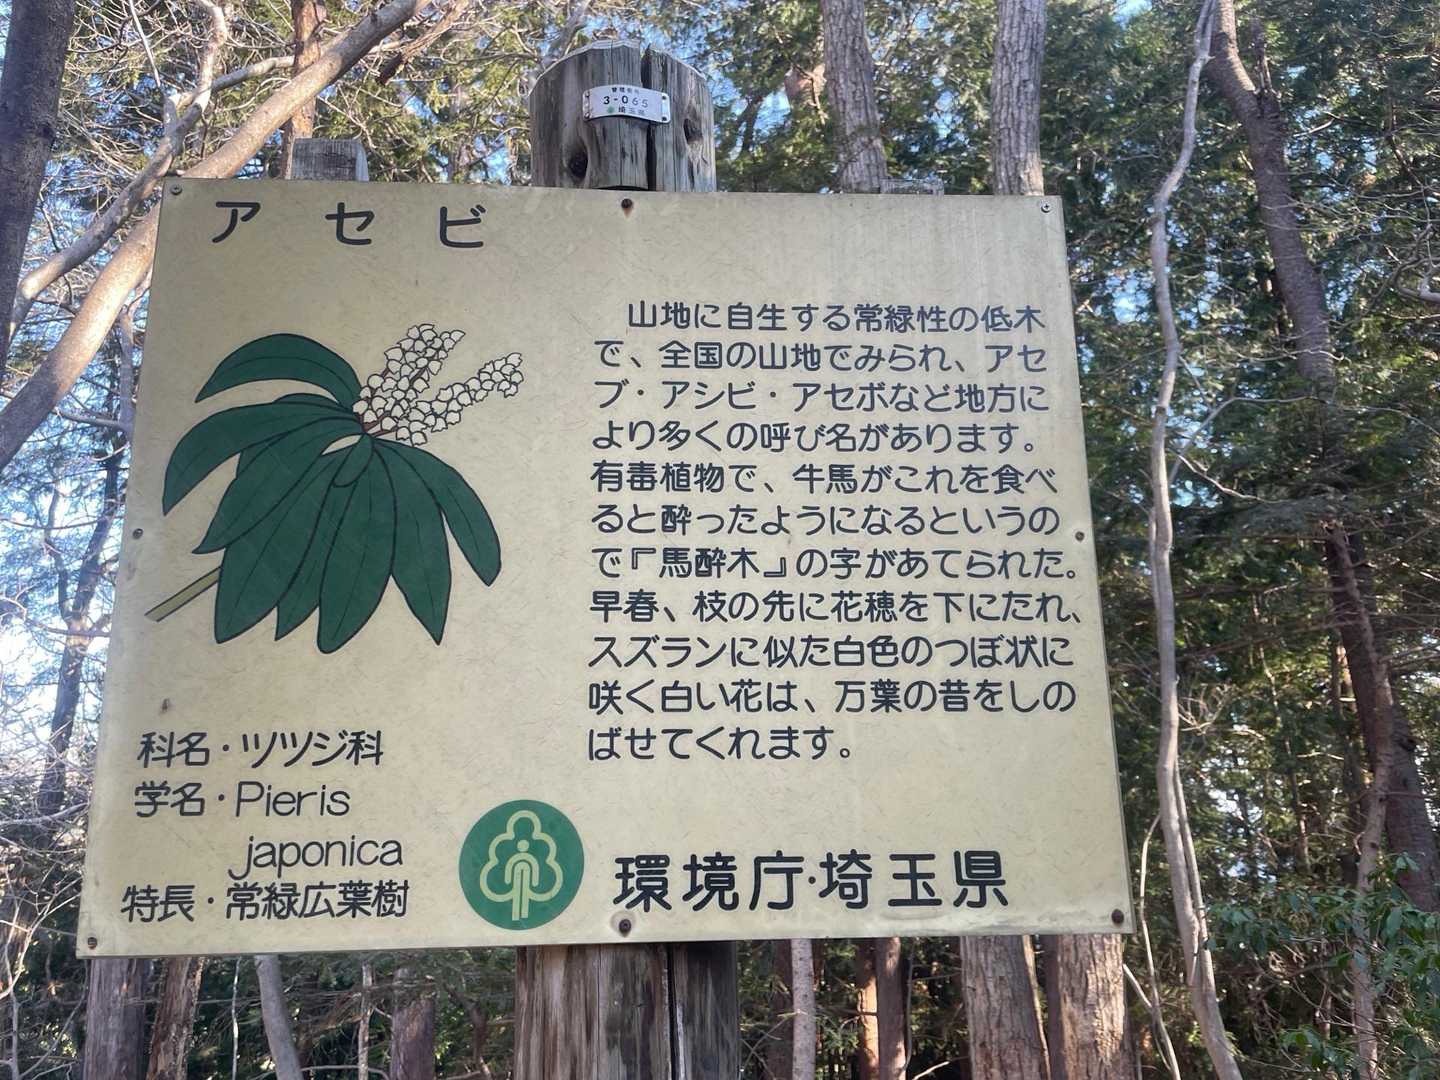 管理番号
3-065
埼玉県
アセビ
山地に自生する常緑性の低木
で、全国の山地でみられ、アセ
ブ・アシビ・アセボなど地方に
より多くの呼び名があります。
有毒植物で、牛馬がこれを食べ
ると酔ったようになるというの
で『馬酔木』の字があてられた。
早春、枝の先に花穂を下にたれ、
スズランに似た白色のつぼ状に
咲く白い花は、万葉の昔をしの
ばせてくれます。
科名・ツツジ科
学名・Pieris
japonica
特長・常緑広葉樹
環境庁・埼玉県